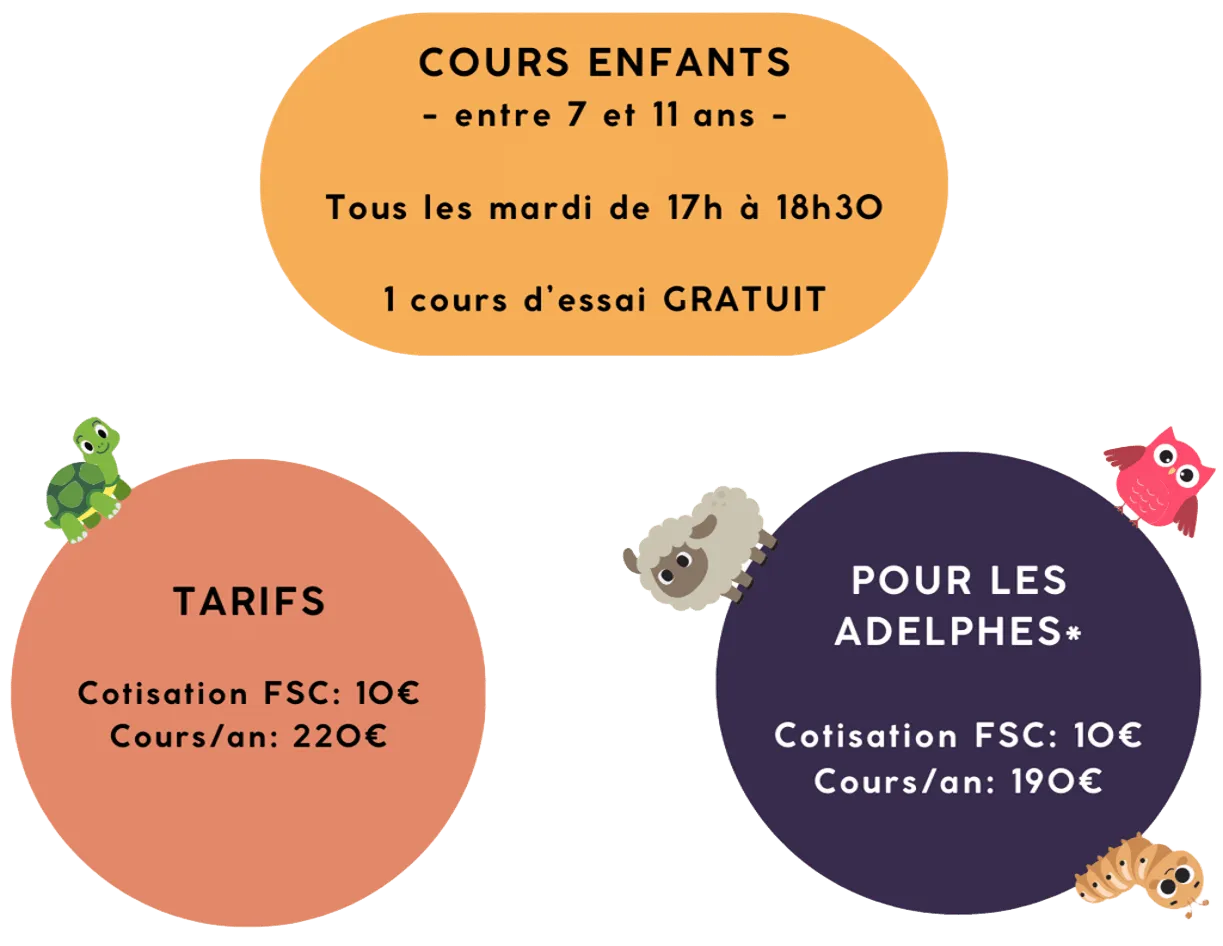 COURS ENFANTS
- entre 7 et 11 ans -
Tous les mardi de 17h à 18h30
1 cours d'essai GRATUIT
TARIFS
Cotisation FSC: 10€
Cours/an: 220€
POUR LES
ADELPHES*
Cotisation FSC: 10€
Cours/an: 190€